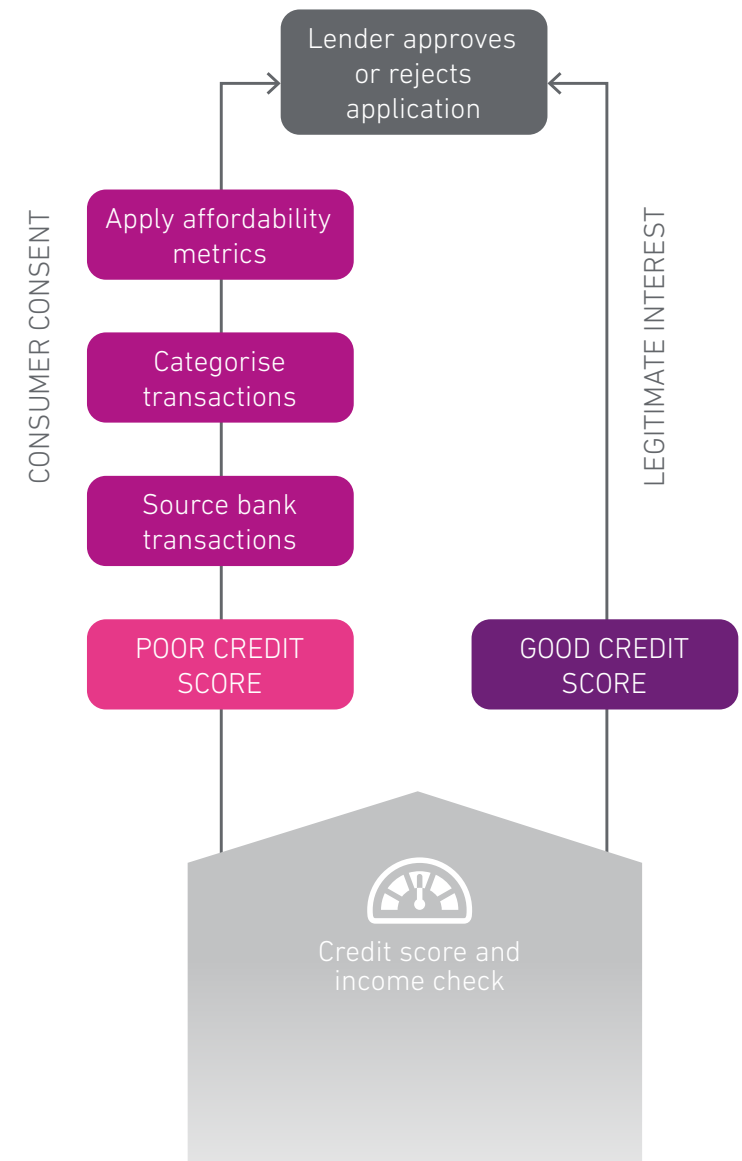 Lender approves
or rejects
application
CONSUMER CONSENT
Apply affordability
metrics
Categorise
transactions
Source bank
transactions
POOR CREDIT
SCORE
LEGITIMATE INTEREST
GOOD CREDIT
SCORE
Credit score and
income check